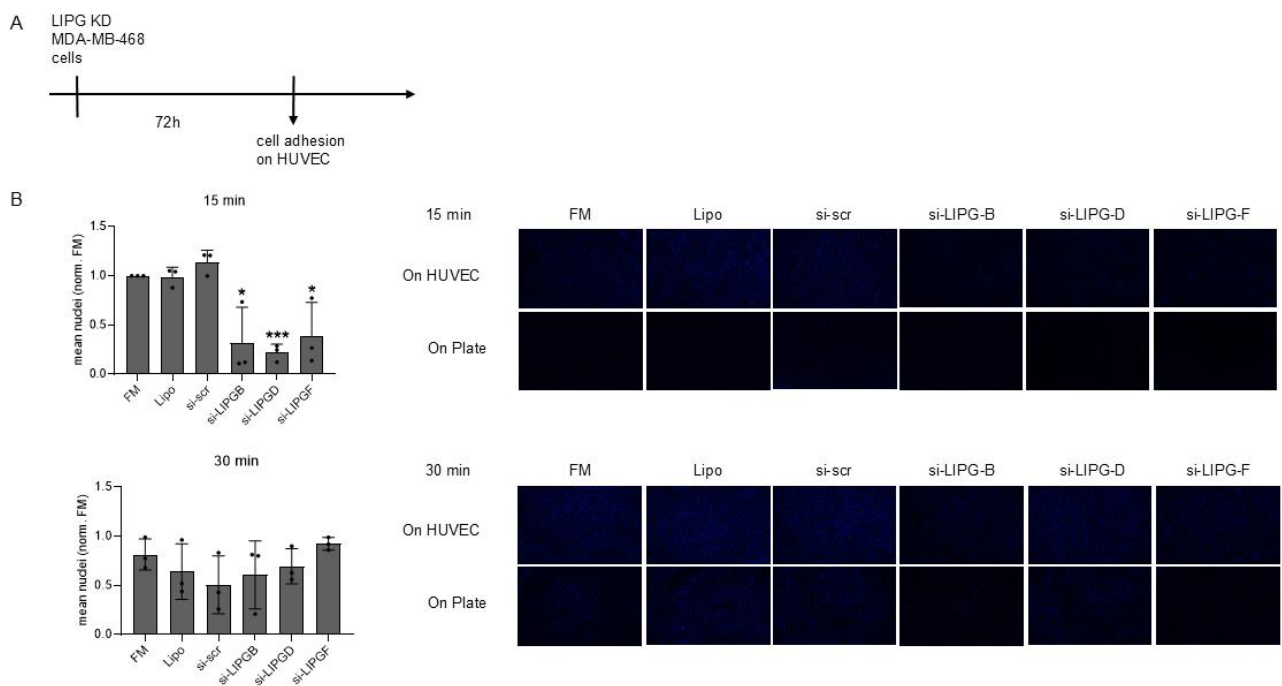 A
LIPG KD
MDA-MB-468
cells
72h
cell adhesion
on HUVEC
B
15 min
mean nuclei (norm. FM)
1.5
1.0
0.5
0.0
* *** *
FM Lipo si-scr si-LIPGB si-LIPGD si-LIPGF
15 min FM Lipo si-scr si-LIPG-B si-LIPG-D si-LIPG-F
On HUVEC
On Plate
30 min
mean nuclei (norm. FM)
1.5
1.0
0.5
0.0
FM Lipo si-scr si-LIPGB si-LIPGD si-LIPGF
30 min FM Lipo si-scr si-LIPG-B si-LIPG-D si-LIPG-F
On HUVEC
On Plate